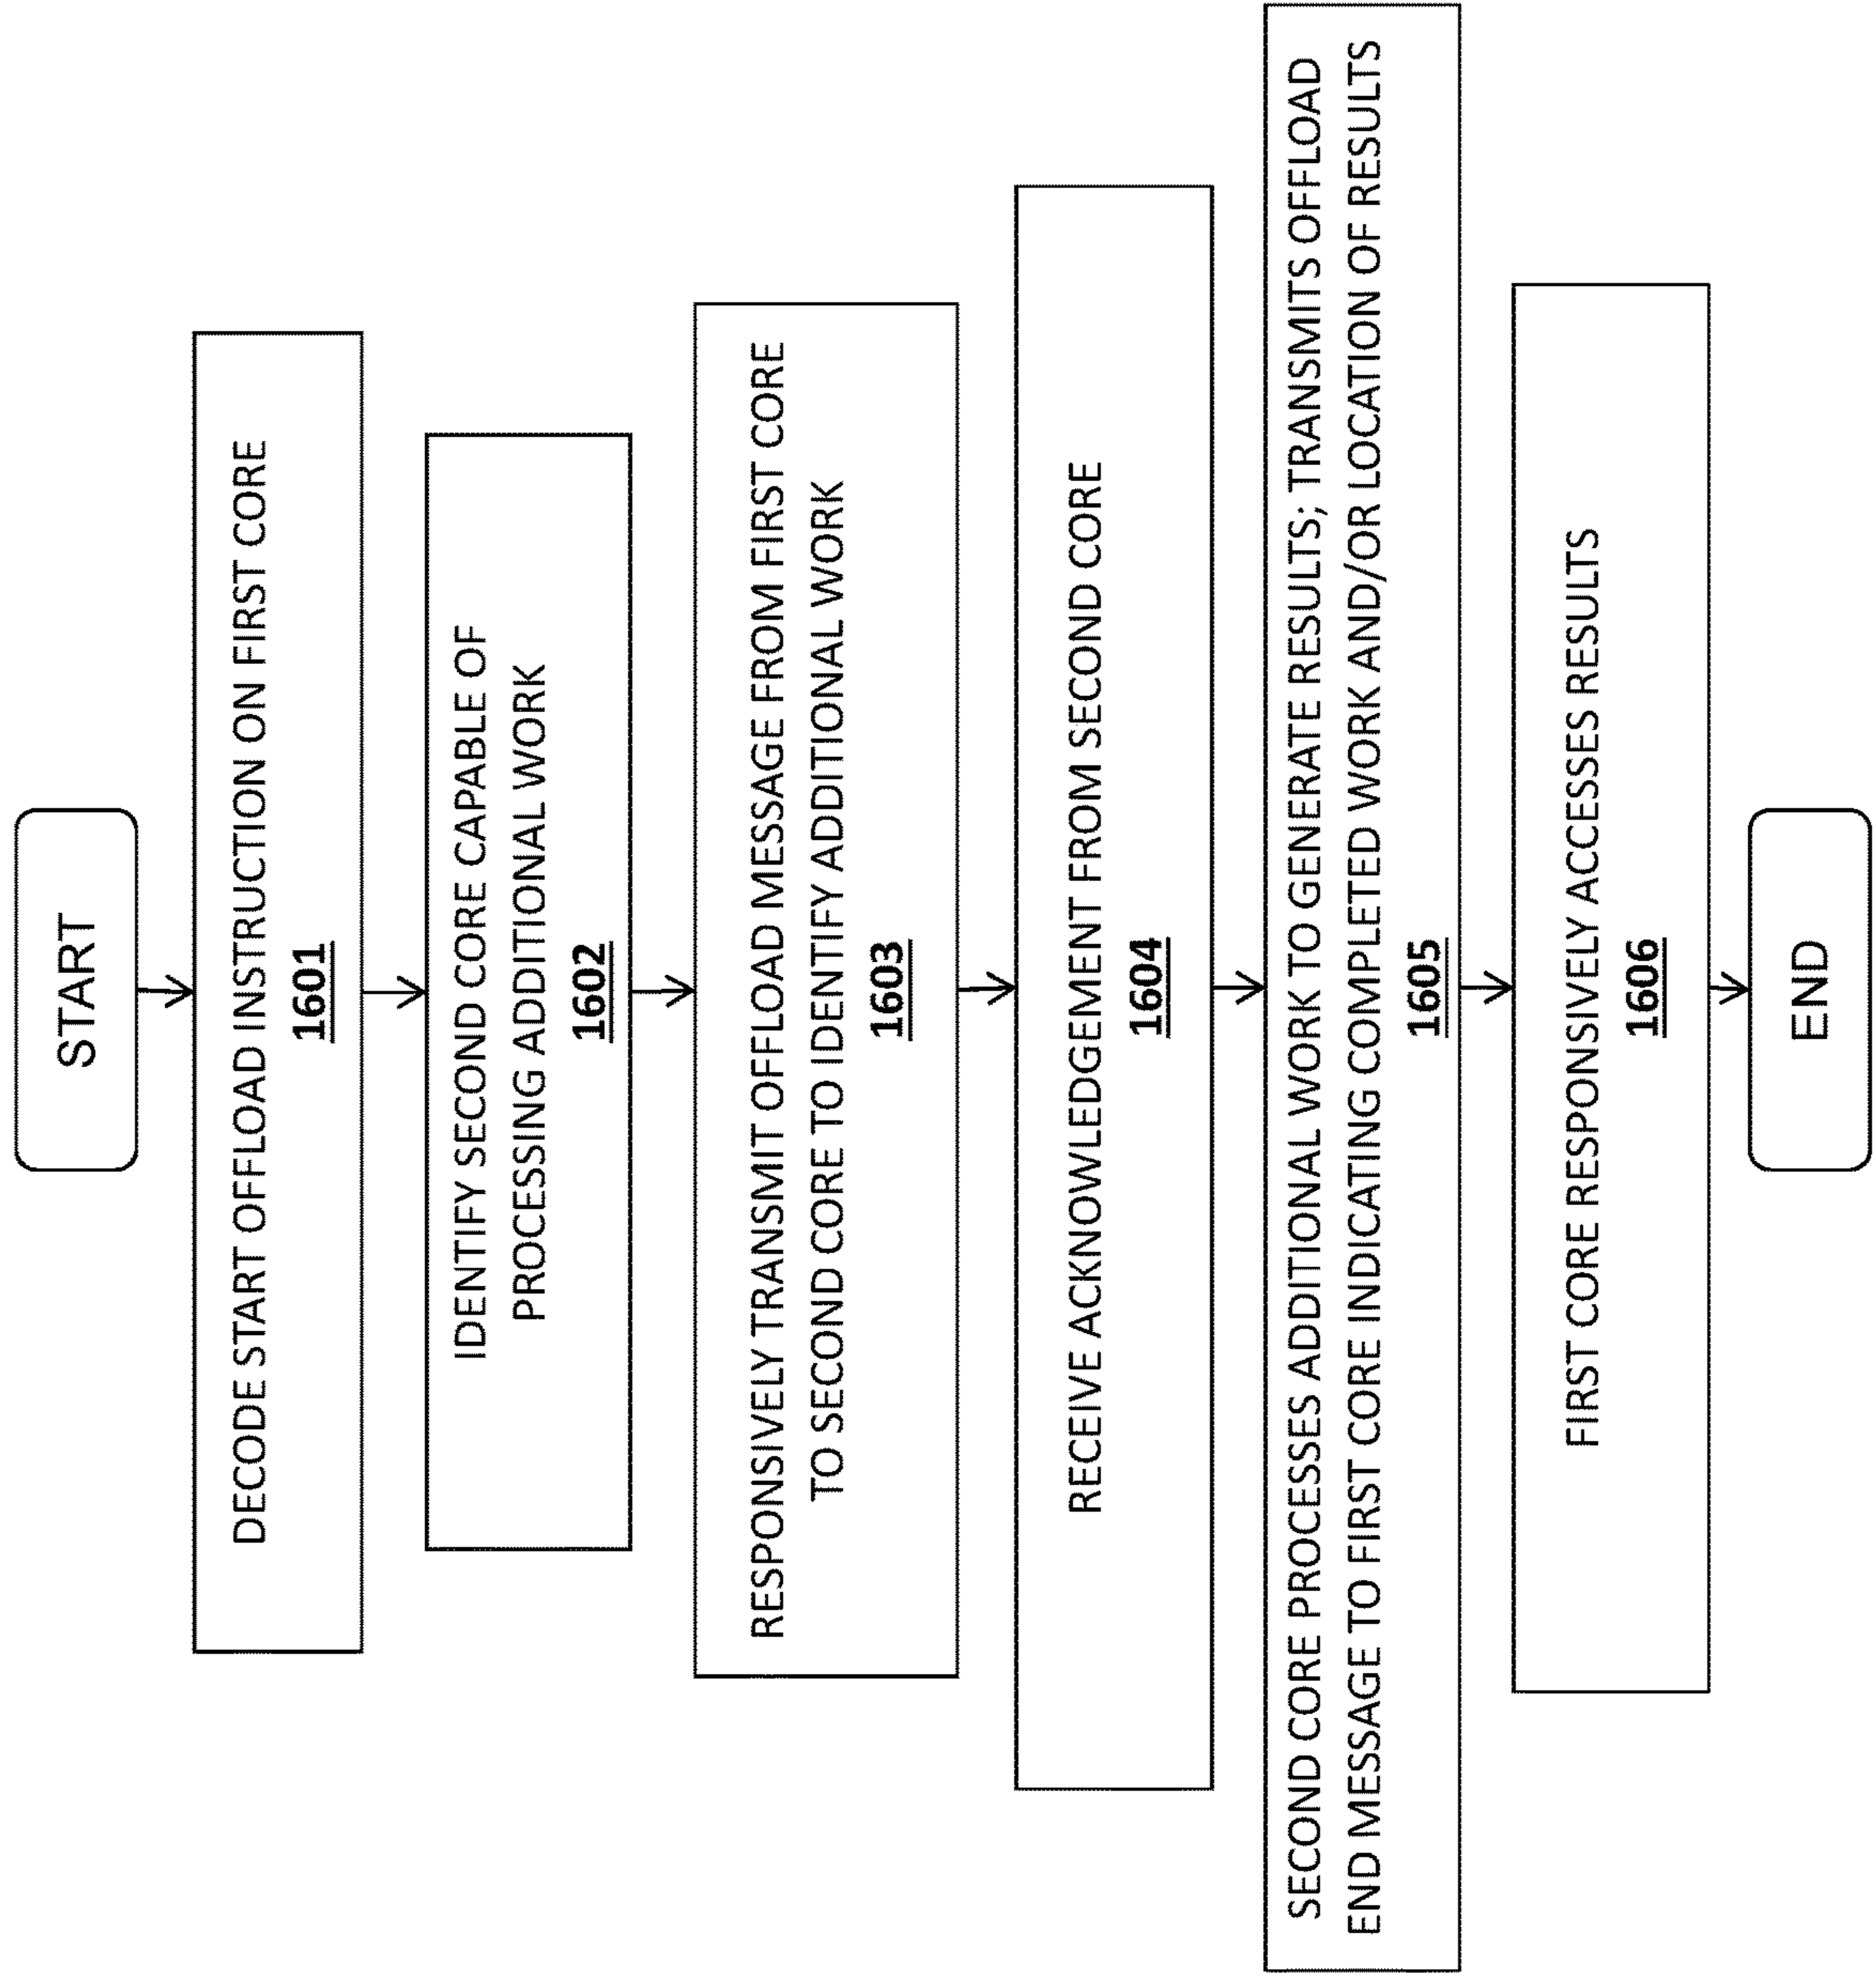 START
DECODE START OFFLOAD INSTRUCTION ON FIRST CORE
1601
IDENTIFY SECOND CORE CAPABLE OF
PROCESSING ADDITIONAL WORK
1602
RESPONSIVELY TRANSMIT OFFLOAD MESSAGE FROM FIRST CORE
TO SECOND CORE TO IDENTIFY ADDITIONAL WORK
1603
RECEIVE ACKNOWLEDGEMENT FROM SECOND CORE
1604
SECOND CORE PROCESSES ADDITIONAL WORK TO GENERATE RESULTS; TRANSMITS OFFLOAD
END MESSAGE TO FIRST CORE INDICATING COMPLETED WORK AND/OR LOCATION OF RESULTS
1605
FIRST CORE RESPONSIVELY ACCESSES RESULTS
1606
END